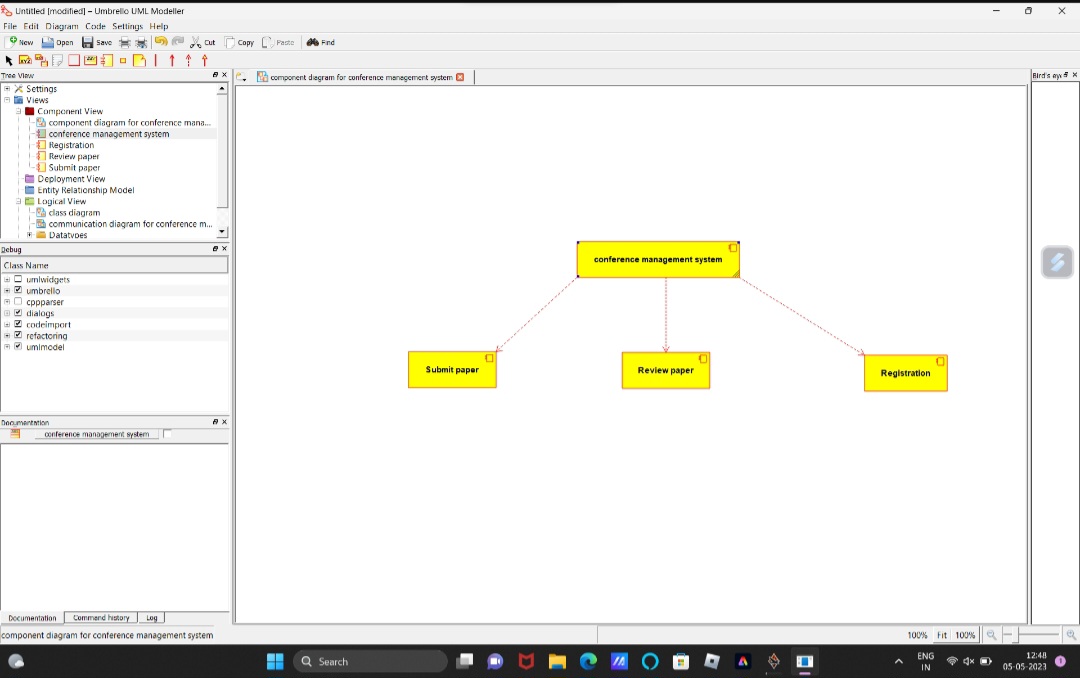 Untitled [modified] – Umbrello UML Modeller
File Edit Diagram Code Settings Help
New Open Save Cut Copy Paste Find
Tree View
component diagram for conference management system
Bird's eye
Settings
Views
Component View
component diagram for conference mana...
conference management system
Registration
Review paper
Submit paper
Deployment View
Entity Relationship Model
Logical View
class diagram
communication diagram for conference m...
Datatypes
Debug
Class Name
umlwidgets
umbrello
cppparser
dialogs
codeimport
refactoring
umlmodel
Documentation
conference management system
conference management system
Submit paper
Review paper
Registration
Documentation Command history Log
component diagram for conference management system
100% Fit 100%
Search
ENG
IN
12:48
05-05-2023
1